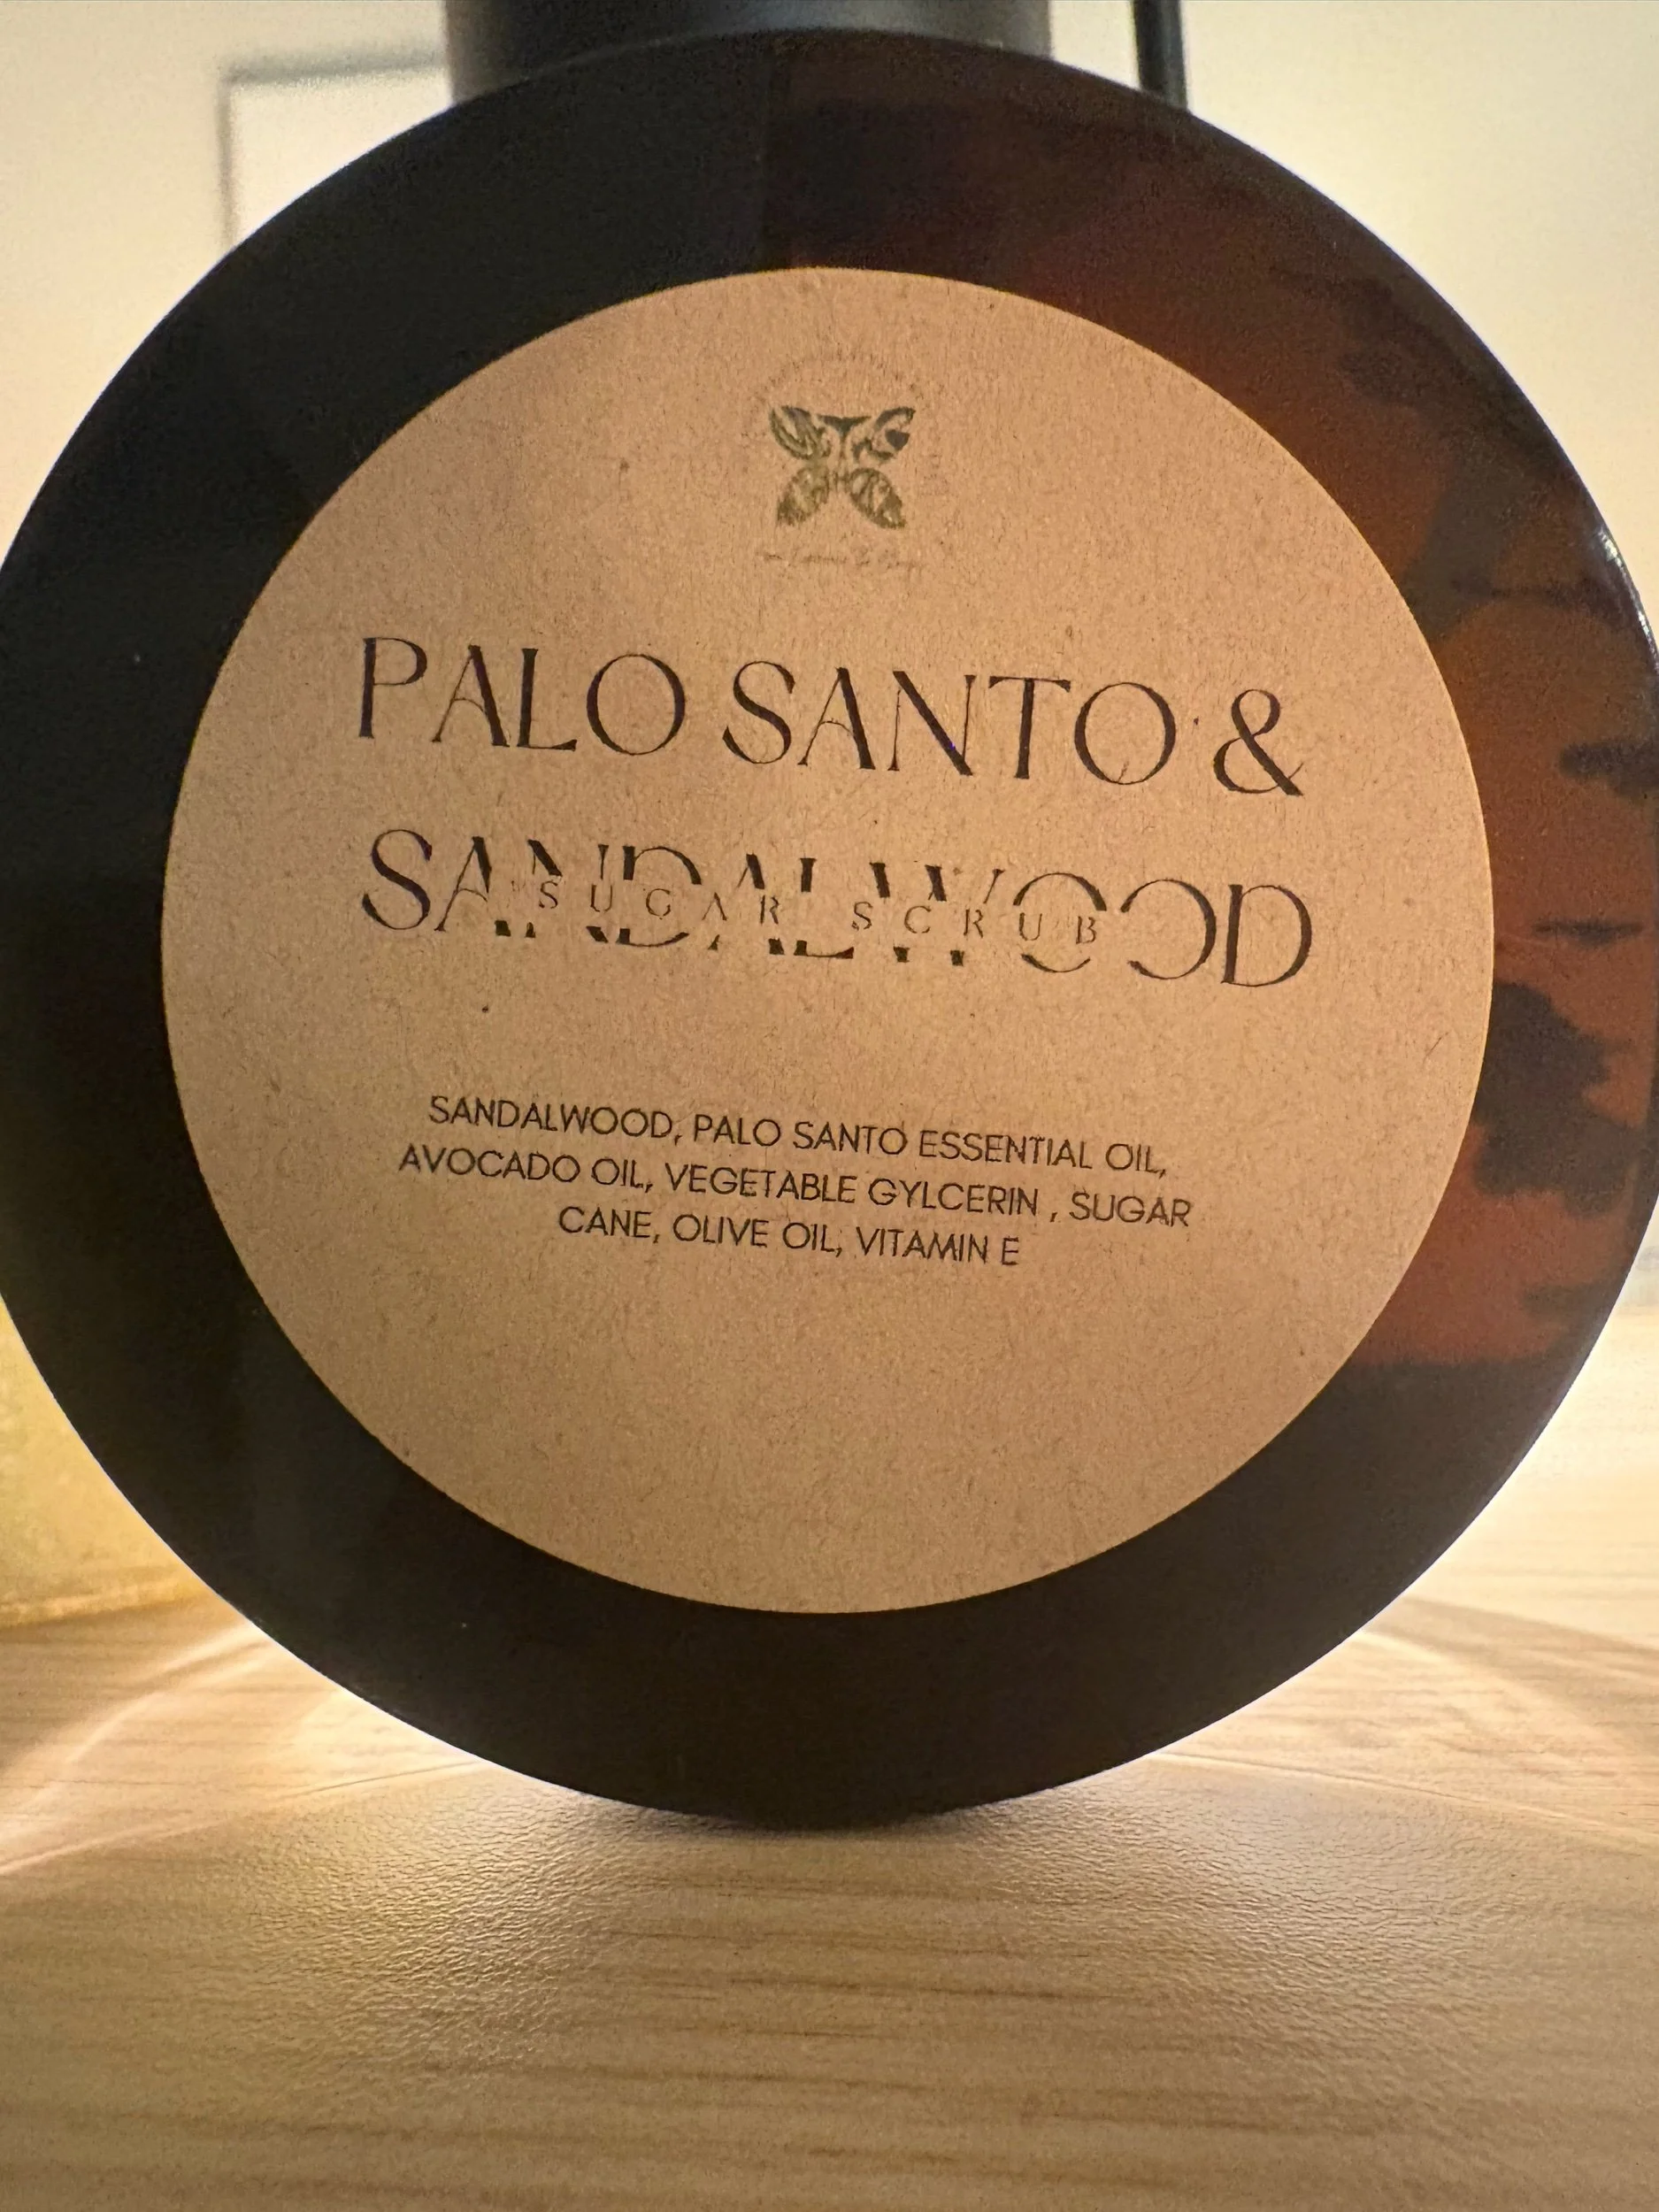 PALO SANTO &
SANDALWOOD
SUGAR SCRUB
SANDALWOOD, PALO SANTO ESSENTIAL OIL,
AVOCADO OIL, VEGETABLE GYLCERIN , SUGAR
CANE, OLIVE OIL, VITAMIN E